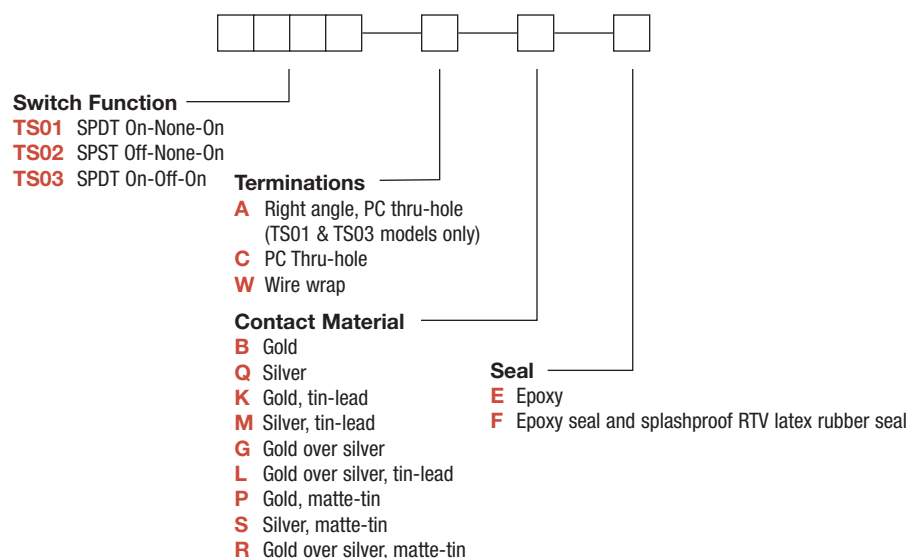 Switch Function
TS01 SPDT On-None-On
TS02 SPST Off-None-On
TS03 SPDT On-Off-On
Terminations
A Right angle, PC thru-hole
(TS01 & TS03 models only)
C PC Thru-hole
W Wire wrap
Contact Material
B Gold
Q Silver
K Gold, tin-lead
M Silver, tin-lead
G Gold over silver
L Gold over silver, tin-lead
P Gold, matte-tin
S Silver, matte-tin
R Gold over silver, matte-tin
Seal
E Epoxy
F Epoxy seal and splashproof RTV latex rubber seal